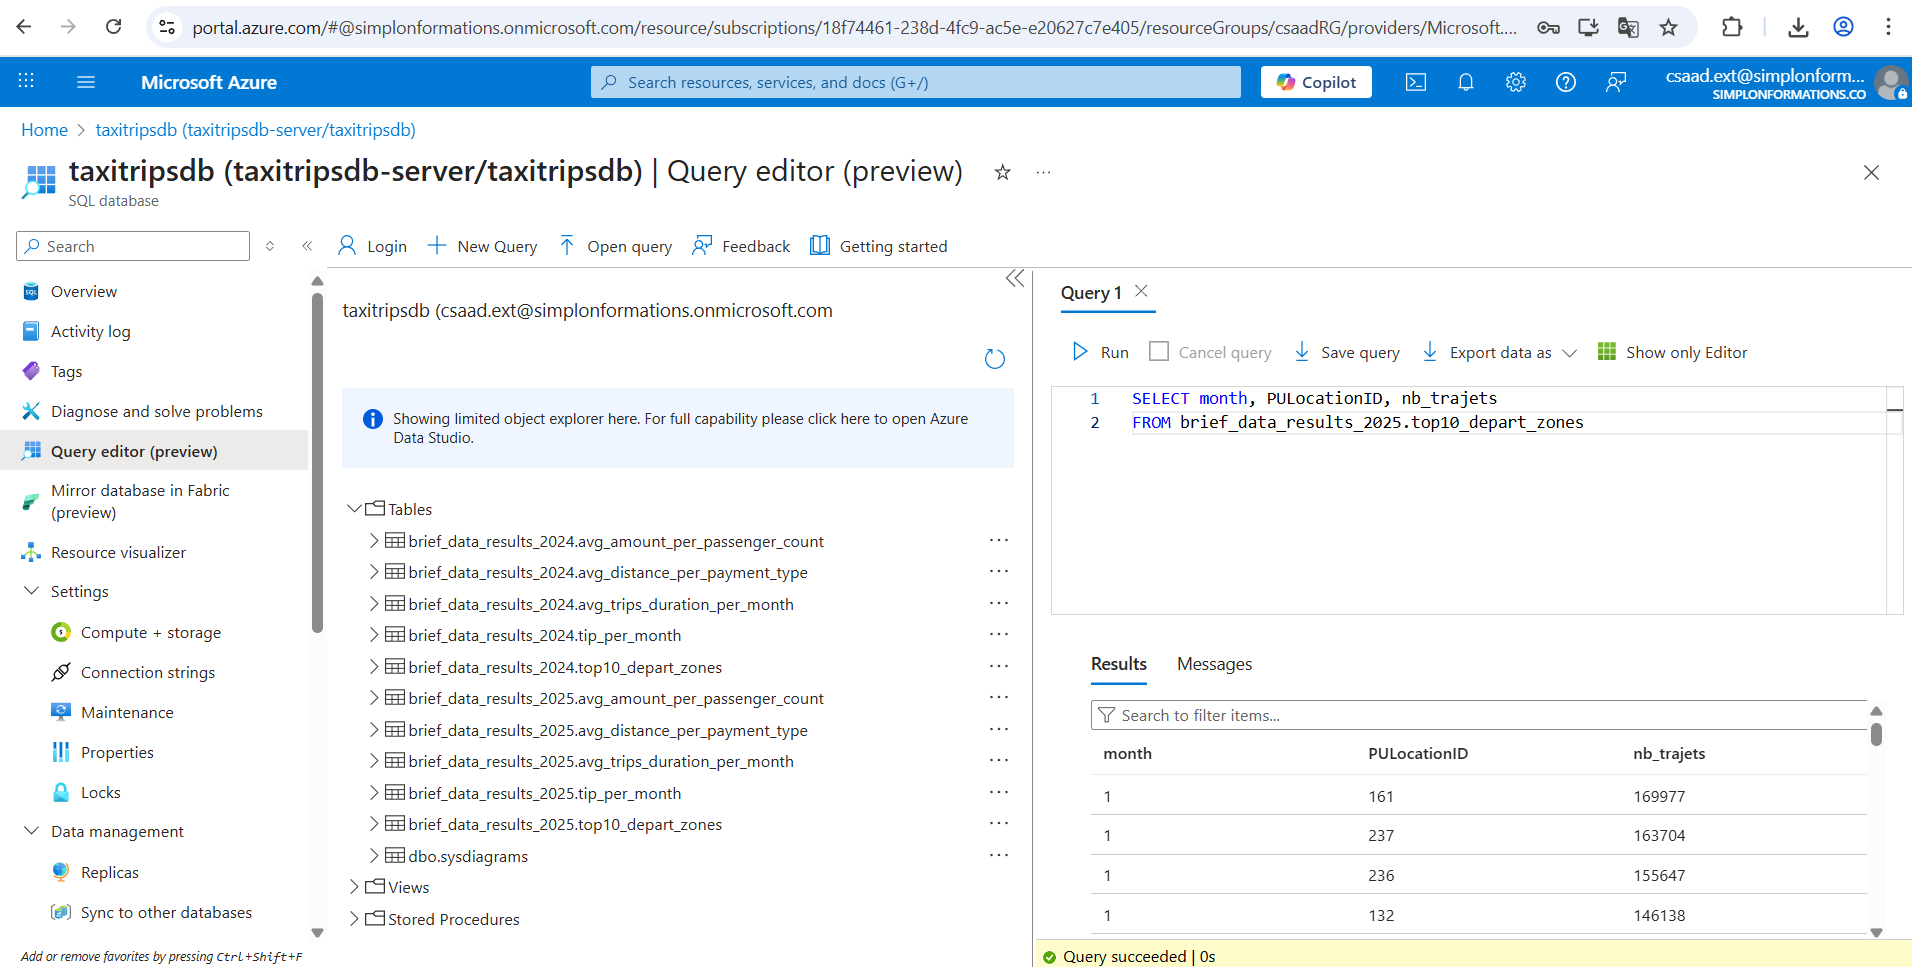 portal.azure.com/#@simplonformations.onmicrosoft.com/resource/subscriptions/18f74461-238d-4fc9-ac5e-e20627c7e405/resourceGroups/csaadRG/providers/Microsoft....
Microsoft Azure
Search resources, services, and docs (G+/)
Copilot
csaad.ext@simplonform...
SIMPLONFORMATIONS.CO
Home > taxitripsdb (taxitripsdb-server/taxitripsdb)
taxitripsdb (taxitripsdb-server/taxitripsdb) | Query editor (preview)
SQL database
Search
Login
New Query
Open query
Feedback
Getting started
Overview
Activity log
Tags
Diagnose and solve problems
Query editor (preview)
Mirror database in Fabric
(preview)
Resource visualizer
Settings
Compute + storage
Connection strings
Maintenance
Properties
Locks
Data management
Replicas
Sync to other databases
Add or remove favorites by pressing Ctrl+Shift+F
taxitripsdb (csaad.ext@simplonformations.onmicrosoft.com
Showing limited object explorer here. For full capability please click here to open Azure
Data Studio.
Tables
brief_data_results_2024.avg_amount_per_passenger_count
brief_data_results_2024.avg_distance_per_payment_type
brief_data_results_2024.avg_trips_duration_per_month
brief_data_results_2024.tip_per_month
brief_data_results_2024.top10_depart_zones
brief_data_results_2025.avg_amount_per_passenger_count
brief_data_results_2025.avg_distance_per_payment_type
brief_data_results_2025.avg_trips_duration_per_month
brief_data_results_2025.tip_per_month
brief_data_results_2025.top10_depart_zones
dbo.sysdiagrams
Views
Stored Procedures
Query 1
Run
Cancel query
Save query
Export data as
Show only Editor
1 SELECT month, PULocationID, nb_trajets
2 FROM brief_data_results_2025.top10_depart_zones
Results Messages
Search to filter items...
month PULocationID nb_trajets
1 161 169977
1 237 163704
1 236 155647
1 132 146138
Query succeeded | 0s